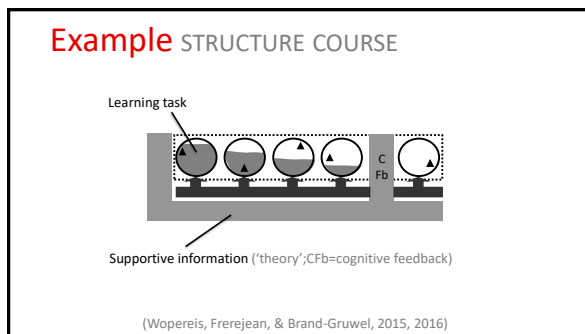 Example STRUCTURE COURSE
Learning task
C
Fb
Supportive information ('theory';CFb=cognitive feedback)
(Wopereis, Frerejean, & Brand-Gruwel, 2015, 2016)